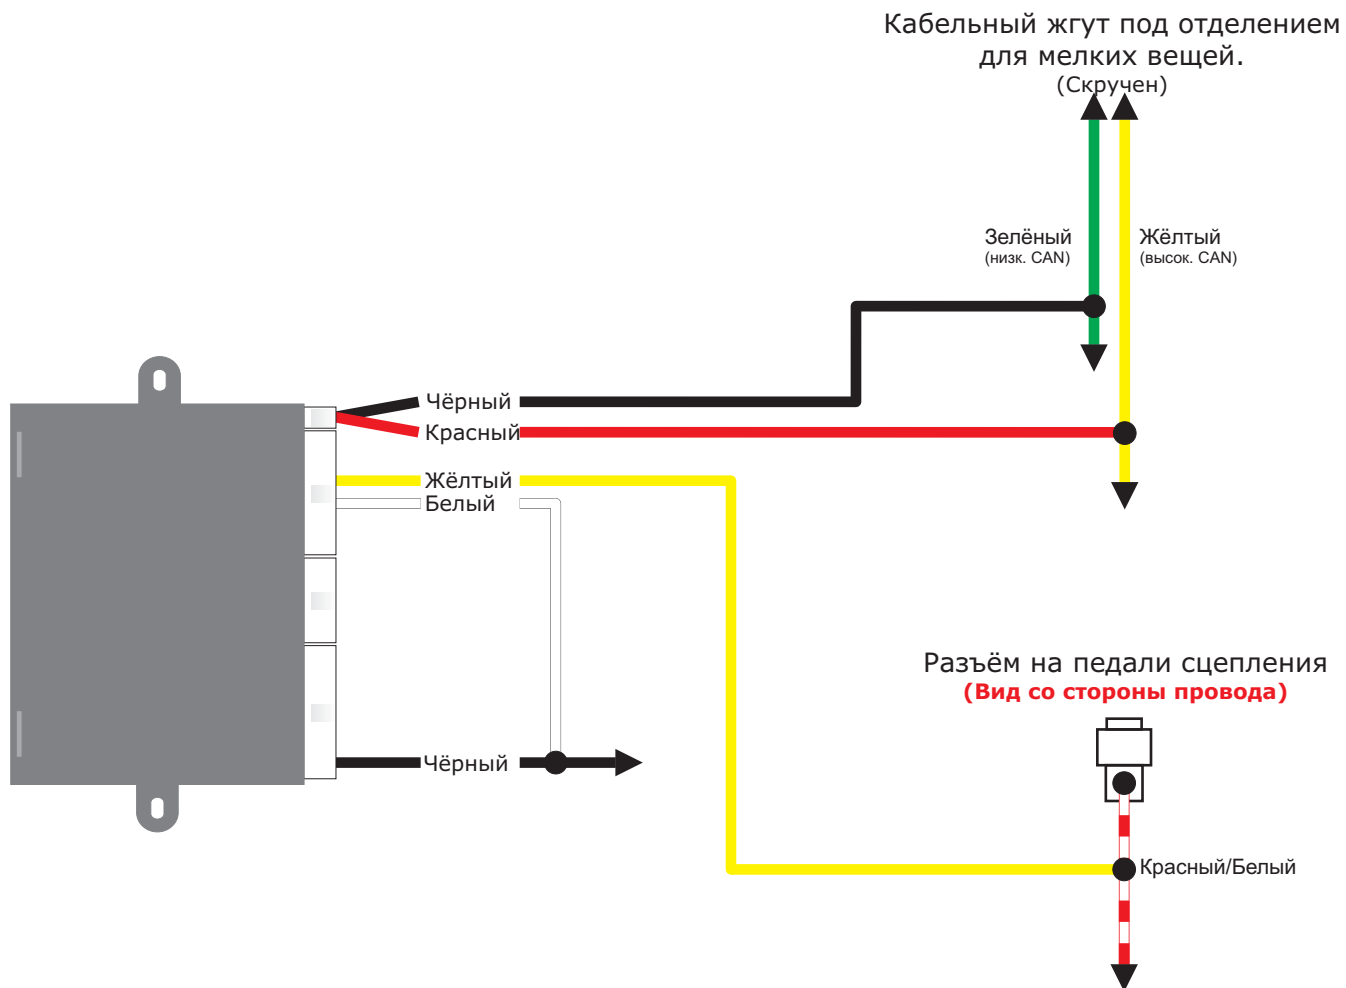 Кабельный жгут под отделением
для мелких вещей.
(Скручен)
Зелёный
(низк. CAN)
Жёлтый
(высок. CAN)
Чёрный
Красный
Жёлтый
Белый
Разъём на педали сцепления
(Вид со стороны провода)
Чёрный
Красный/Белый